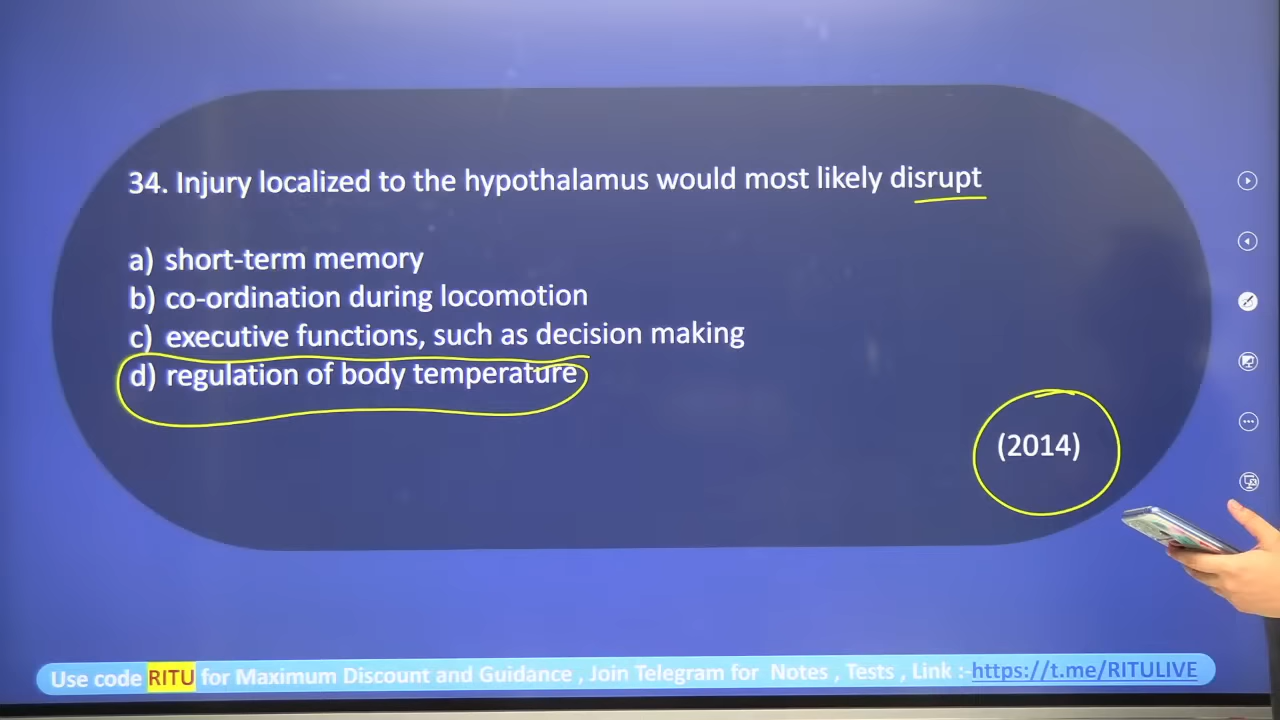 34. Injury localized to the hypothalamus would most likely disrupt
a) short-term memory
b) co-ordination during locomotion
c) executive functions, such as decision making
d) regulation of body temperature
(2014)
Use code RITU for Maximum Discount and Guidance , Join Telegram for Notes , Tests , Link :-https://t.me/RITULIVE